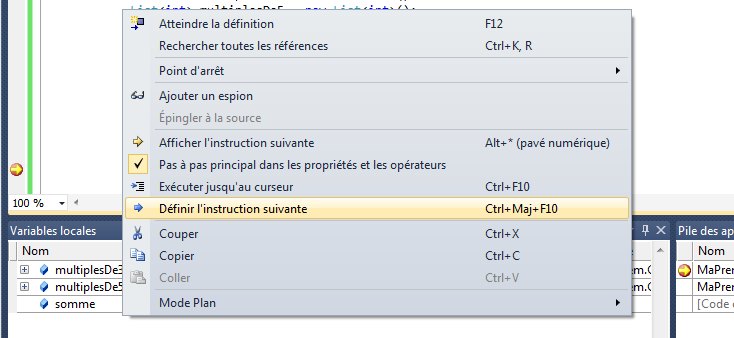 List<int> multiplesDe5 = new List<int>();
Atteindre la définition F12
Rechercher toutes les références Ctrl+K, R
Point d'arrêt
Ajouter un espion
Épingler à la source
Afficher l'instruction suivante Alt+* (pavé numérique)
Pas à pas principal dans les propriétés et les opérateurs
Exécuter jusqu'au curseur Ctrl+F10
100 %
Définir l'instruction suivante Ctrl+Maj+F10
Variables locales
Couper Ctrl+X
Pile des ap
Nom
Copier Ctrl+C
Nom
multiplesDe3
em.C
MaPren
Coller Ctrl+V
multiplesDe5
em.C
MaPren
somme
Mode Plan
[Code e